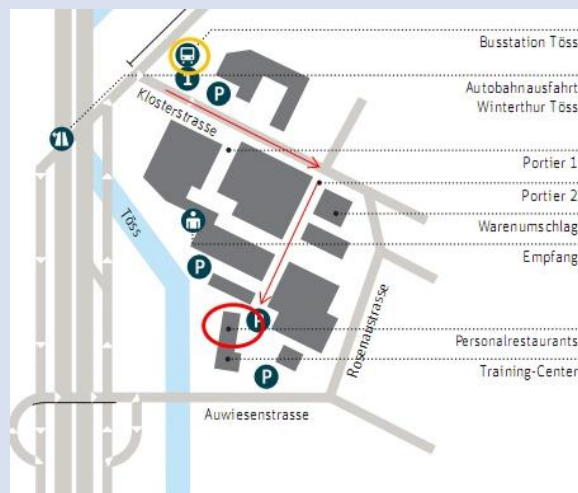 Busstation Töss
Autobahnausfahrt
Winterthur Töss
P
Klosterstrasse
Portier 1
Portier 2
Warenumschlag
Töss
Empfang
P
Rosenaustrasse
P
Personalrestaurants
Training-Center
P
Auwiesenstrasse